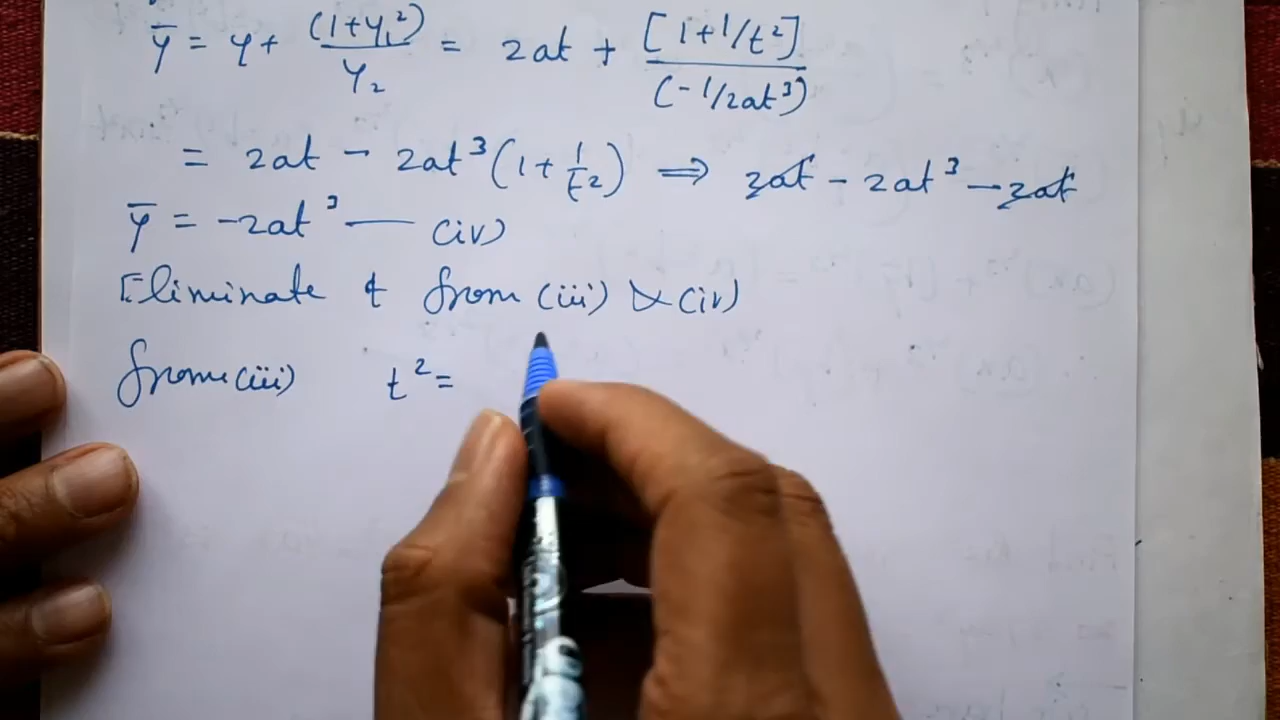 ȳ = y + (1+y₁²)/y₂ = 2at + [1+1/t²]/(-1/2at³)
= 2at - 2at³(1+1/t²) ⇒ 2at - 2at³ - 2at
ȳ = -2at³ — (iv)
Eliminate t from (iii) & (iv)
from (iii) t² =